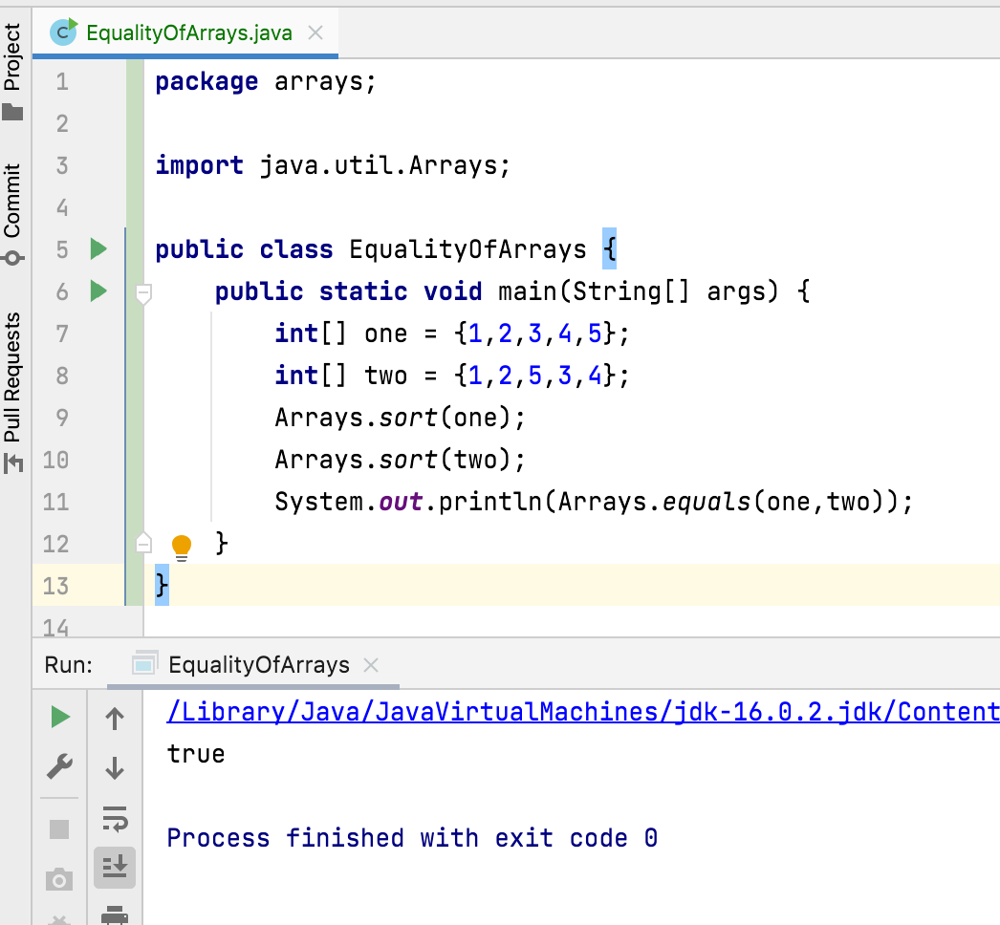 EqualityOfArrays.java
Project
Commit
Pull Requests
1 package arrays;
2
3 import java.util.Arrays;
4
5 public class EqualityOfArrays {
6     public static void main(String[] args) {
7         int[] one = {1,2,3,4,5};
8         int[] two = {1,2,5,3,4};
9         Arrays.sort(one);
10         Arrays.sort(two);
11         System.out.println(Arrays.equals(one,two));
12     }
13 }
14
Run: EqualityOfArrays
/Library/Java/JavaVirtualMachines/jdk-16.0.2.jdk/Content
true
Process finished with exit code 0